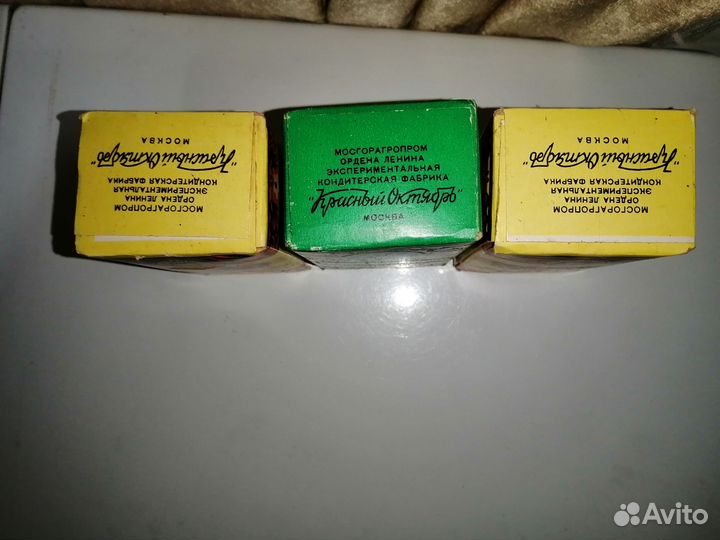 МОСГОРАГРОПРОМ
ОРДЕНА ЛЕНИНА
ЭКСПЕРИМЕНТАЛЬНАЯ
КОНДИТЕРСКАЯ ФАБРИКА
"Красный Октябрь"
МОСКВА
МОСГОРАГРОПРОМ
ОРДЕНА ЛЕНИНА
ЭКСПЕРИМЕНТАЛЬНАЯ
КОНДИТЕРСКАЯ ФАБРИКА
"Красный Октябрь"
МОСКВА
МОСГОРАГРОПРОМ
ОРДЕНА ЛЕНИНА
ЭКСПЕРИМЕНТАЛЬНАЯ
КОНДИТЕРСКАЯ ФАБРИКА
"Красный Октябрь"
МОСКВА
Avito